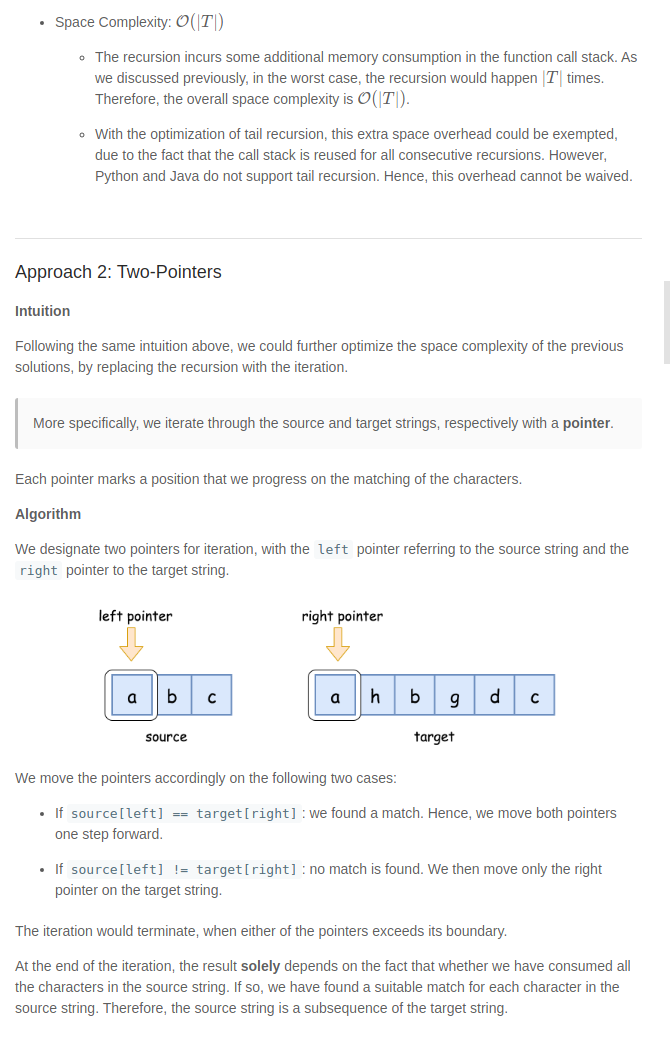 Space Complexity: O(|T|)
The recursion incurs some additional memory consumption in the function call stack. As
we discussed previously, in the worst case, the recursion would happen |T| times.
Therefore, the overall space complexity is O(|T|).
With the optimization of tail recursion, this extra space overhead could be exempted,
due to the fact that the call stack is reused for all consecutive recursions. However,
Python and Java do not support tail recursion. Hence, this overhead cannot be waived.
Approach 2: Two-Pointers
Intuition
Following the same intuition above, we could further optimize the space complexity of the previous
solutions, by replacing the recursion with the iteration.
More specifically, we iterate through the source and target strings, respectively with a pointer.
Each pointer marks a position that we progress on the matching of the characters.
Algorithm
We designate two pointers for iteration, with the left pointer referring to the source string and the
right pointer to the target string.
left pointer right pointer
a b c a h b g d c
source target
We move the pointers accordingly on the following two cases:
If source[left] == target[right] : we found a match. Hence, we move both pointers
one step forward.
If source[left] != target[right] : no match is found. We then move only the right
pointer on the target string.
The iteration would terminate, when either of the pointers exceeds its boundary.
At the end of the iteration, the result solely depends on the fact that whether we have consumed all
the characters in the source string. If so, we have found a suitable match for each character in the
source string. Therefore, the source string is a subsequence of the target string.